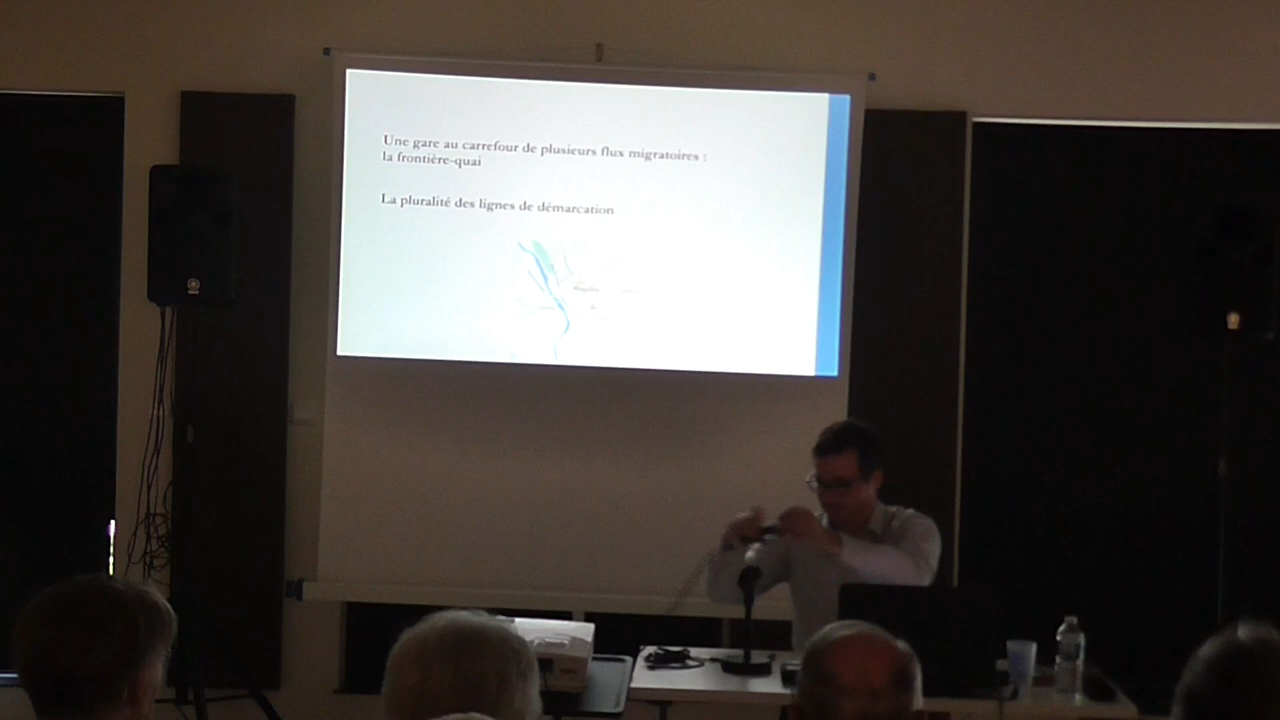 Une gare au carrefour de plusieurs flux migratoires :
la frontière-quai
La pluralité des lignes de démarcation